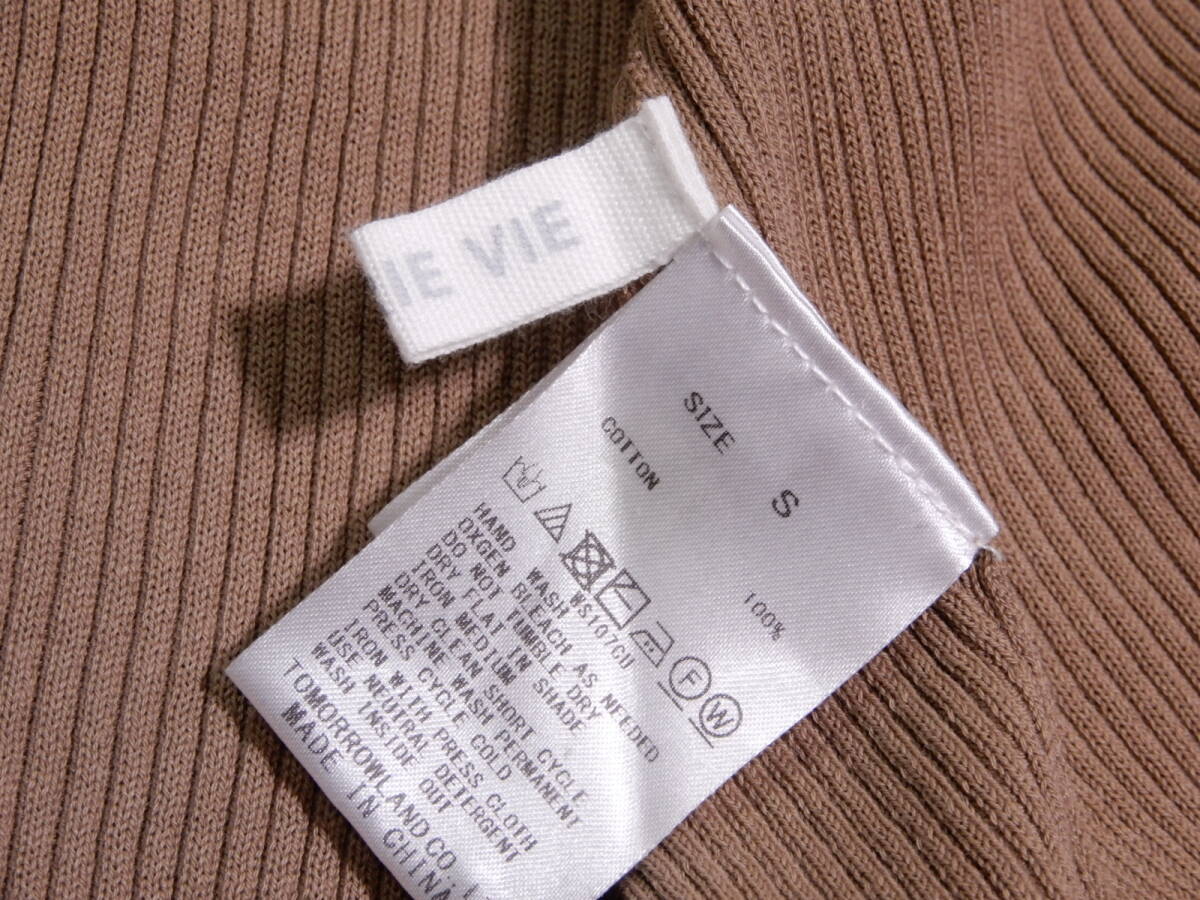 IE VIE
SIZE S
COTTON 100%
F W
WS107CU
HAND WASH
OXGEN BLEACH AS NEEDED
DO NOT TUMBLE DRY
DRY FLAT IN SHADE
IRON MEDIUM
DRY CLEAN SHORT CYCLE
MACHINE WASH PERMANENT
PRESS CYCLE COLD
IRON WITH PRESS CLOTH
USE NEUTRAL DETERGENT
WASH INSIDE OUT
TOMORROWLAND CO.,
MADE IN CHINA